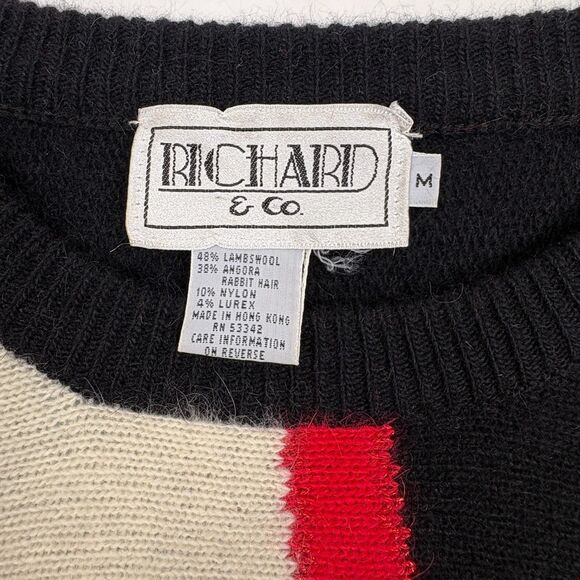 RICHARD
& Co.
M
48% LAMBSWOOL
38% ANGORA
RABBIT HAIR
10% NYLON
4% LUREX
MADE IN HONG KONG
RN 53342
CARE INFORMATION
ON REVERSE